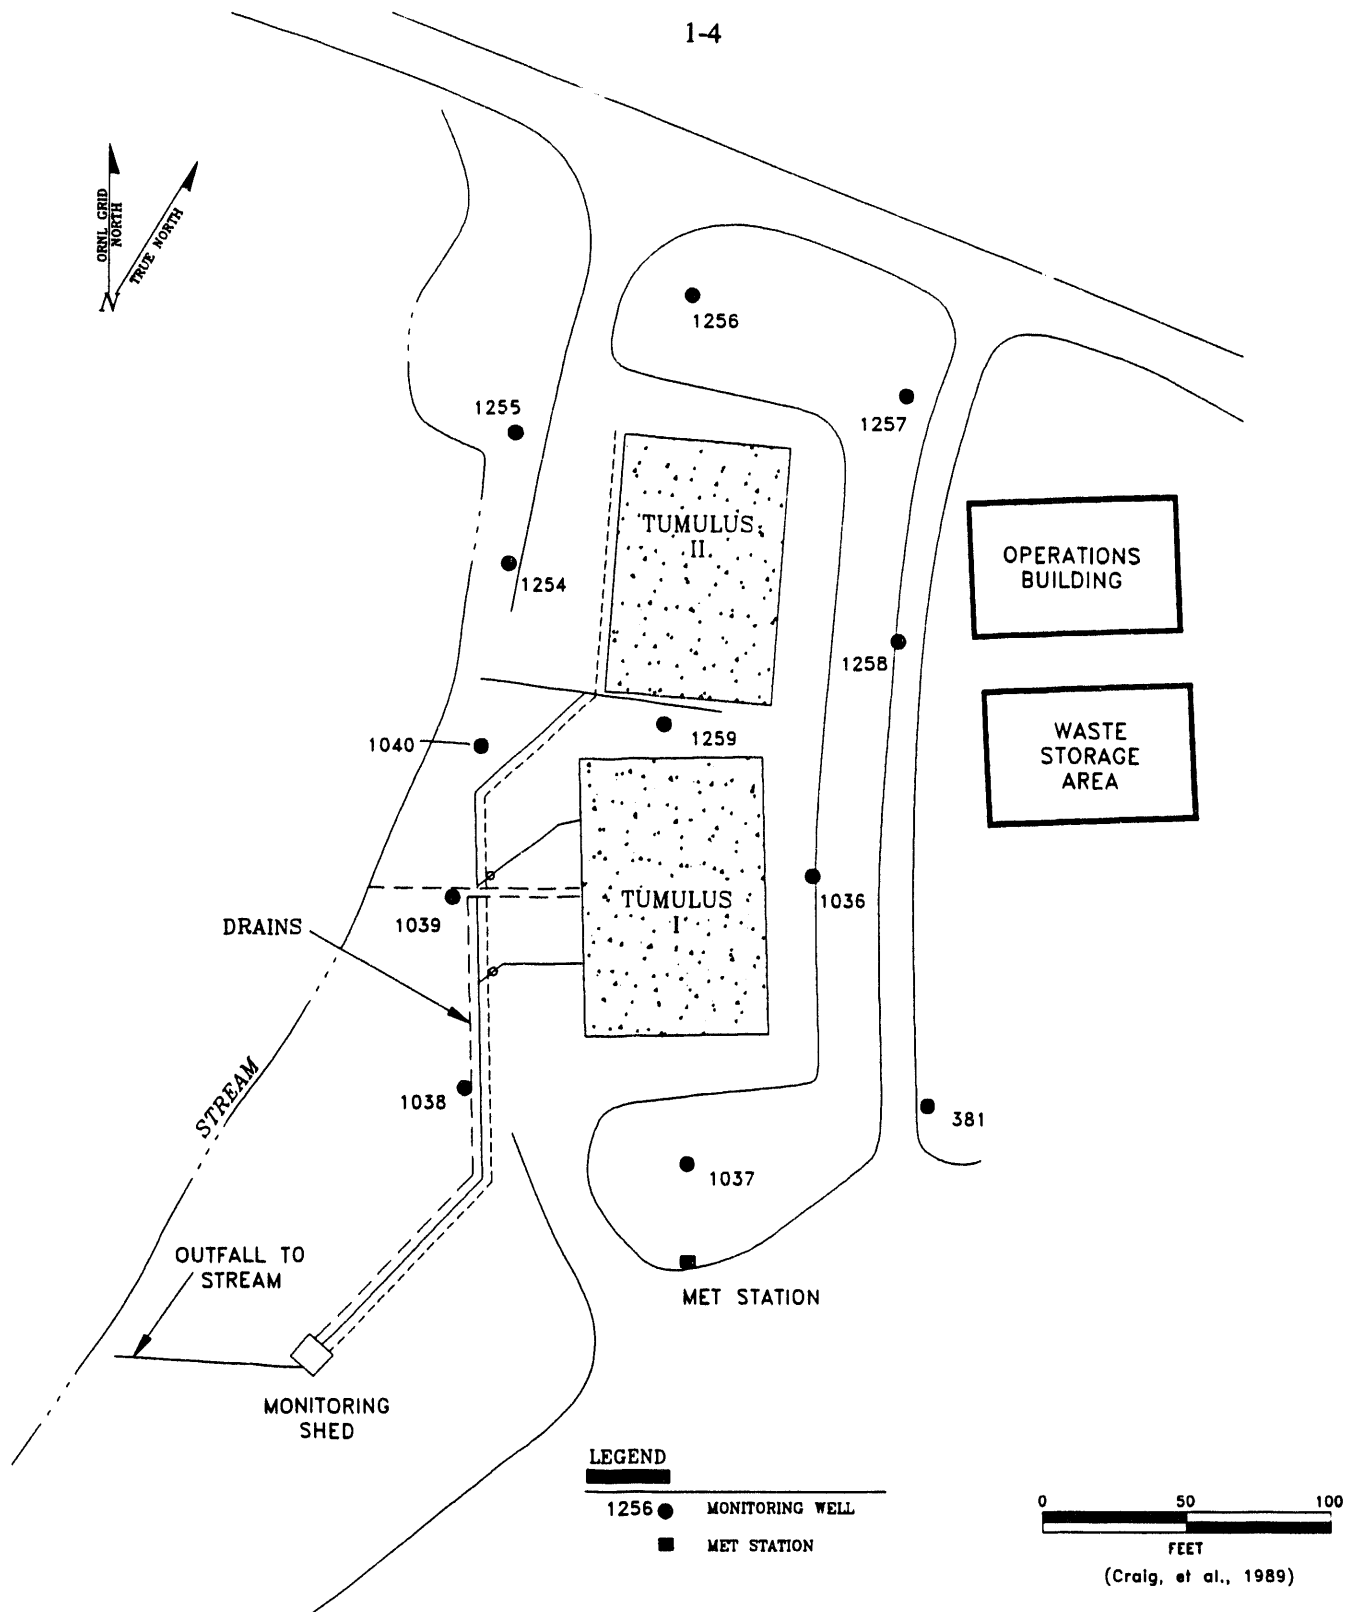 1-4
ORNL GRID
NORTH
TRUE NORTH
N
1256
1255
1257
TUMULUS
II
OPERATIONS
BUILDING
1254
1258
1040
1259
WASTE
STORAGE
AREA
TUMULUS
I
1036
1039
DRAINS
STREAM
1038
381
1037
OUTFALL TO
STREAM
MET STATION
MONITORING
SHED
LEGEND
1256 MONITORING WELL
MET STATION
0 50 100
FEET
(Craig, et al., 1989)